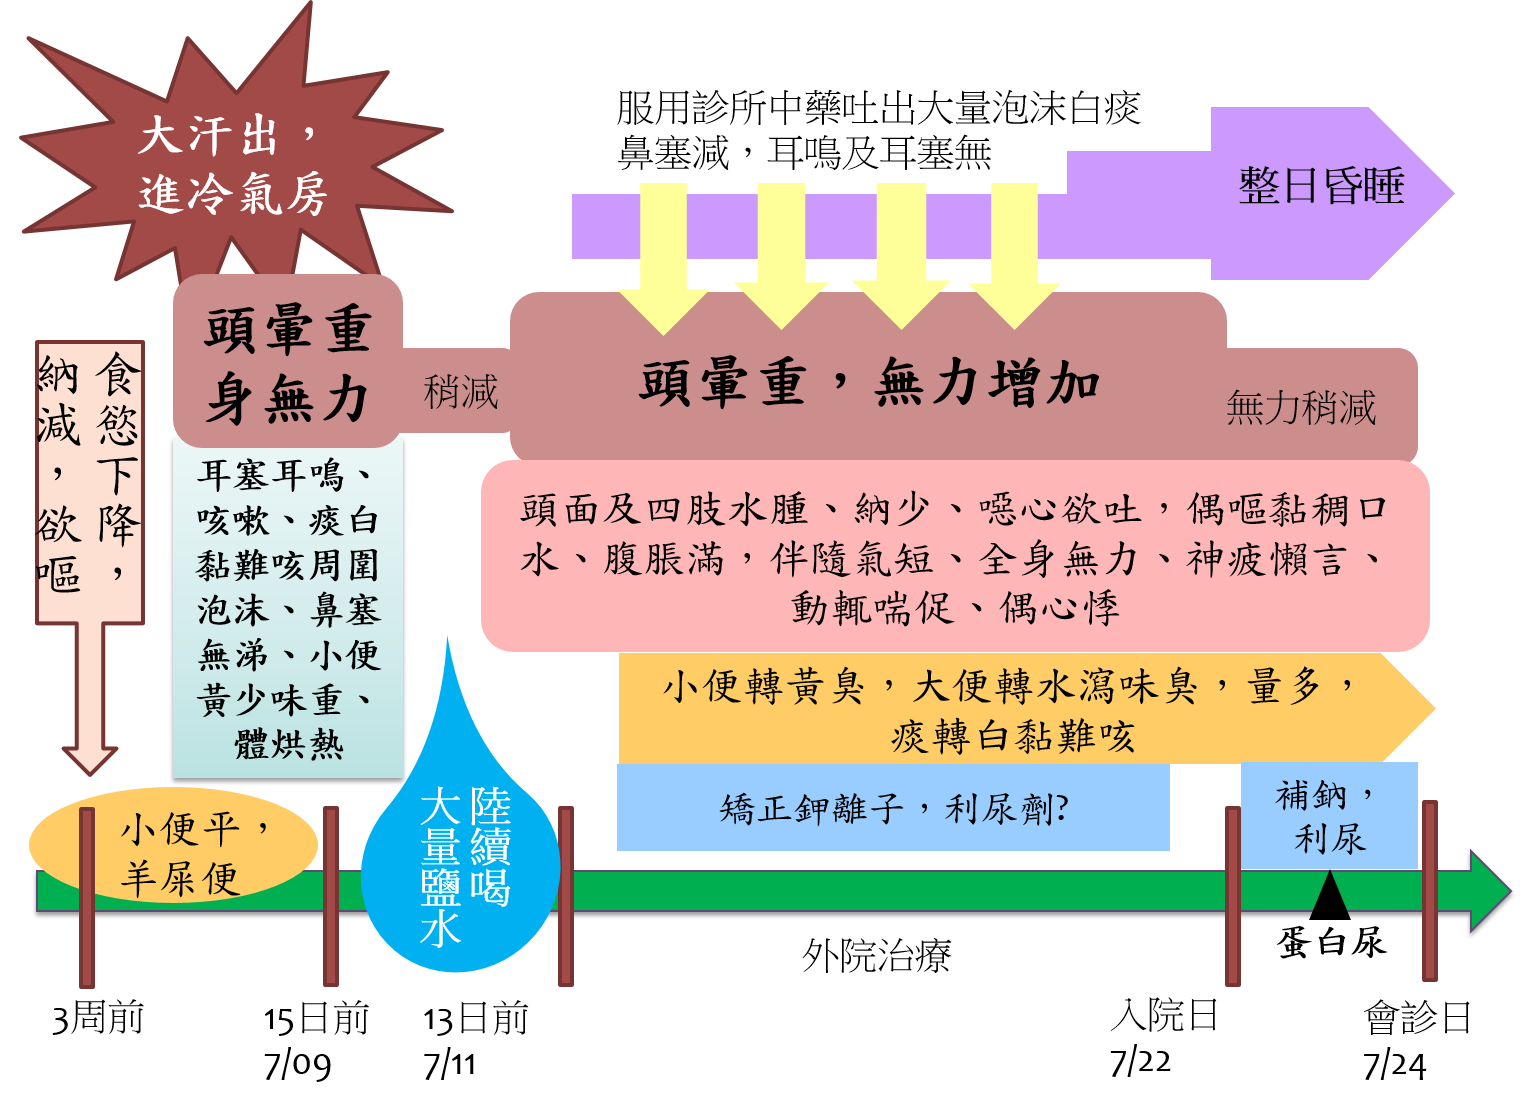 大汗出，
進冷氣房
服用診所中藥吐出大量泡沫白痰
鼻塞減，耳鳴及耳塞無
整日昏睡
頭暈重
身無力
稍減
頭暈重，無力增加
無力稍減
食慾下降，
納減，欲嘔
耳塞耳鳴、
咳嗽、痰白
黏難咳周圍
泡沫、鼻塞
無涕、小便
黃少味重、
體烘熱
頭面及四肢水腫、納少、噁心欲吐，偶嘔黏稠口
水、腹脹滿，伴隨氣短、全身無力、神疲懶言、
動輒喘促、偶心悸
小便轉黃臭，大便轉水瀉味臭，量多，
痰轉白黏難咳
矯正鉀離子，利尿劑?
補鈉，
利尿
小便平，
羊屎便
陸續喝
大量鹽水
蛋白尿
外院治療
3周前
15日前
7/09
13日前
7/11
入院日
7/22
會診日
7/24